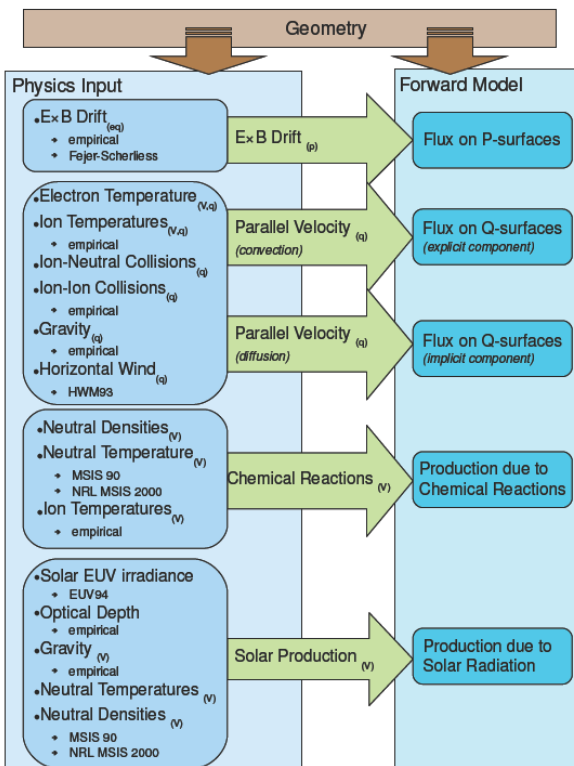 Geometry
Physics Input
Forward Model
•E×B Drift (eq)
empirical
Fejer-Scherliess
E×B Drift (p)
Flux on P-surfaces
•Electron Temperature (V,q)
•Ion Temperatures (V,q)
empirical
•Ion-Neutral Collisions (q)
•Ion-Ion Collisions (q)
empirical
•Gravity (q)
empirical
•Horizontal Wind (q)
HWM93
Parallel Velocity (q)
(convection)
Flux on Q-surfaces
(explicit component)
Parallel Velocity (q)
(diffusion)
Flux on Q-surfaces
(implicit component)
•Neutral Densities (V)
•Neutral Temperature (V)
MSIS 90
NRL MSIS 2000
•Ion Temperatures (V)
empirical
Chemical Reactions (V)
Production due to
Chemical Reactions
•Solar EUV irradiance
EUV94
•Optical Depth
empirical
•Gravity (V)
empirical
•Neutral Temperatures (V)
•Neutral Densities (V)
MSIS 90
NRL MSIS 2000
Solar Production (V)
Production due to
Solar Radiation